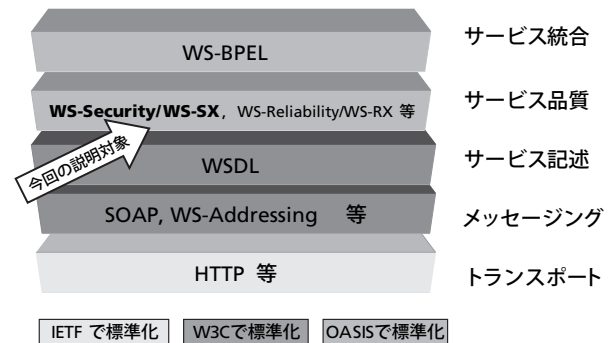 WS-BPEL
サービス統合
WS-Security/WS-SX, WS-Reliability/WS-RX 等
サービス品質
今回の説明対象
WSDL
サービス記述
SOAP, WS-Addressing 等
メッセージング
HTTP 等
トランスポート
IETF で標準化
W3Cで標準化
OASISで標準化